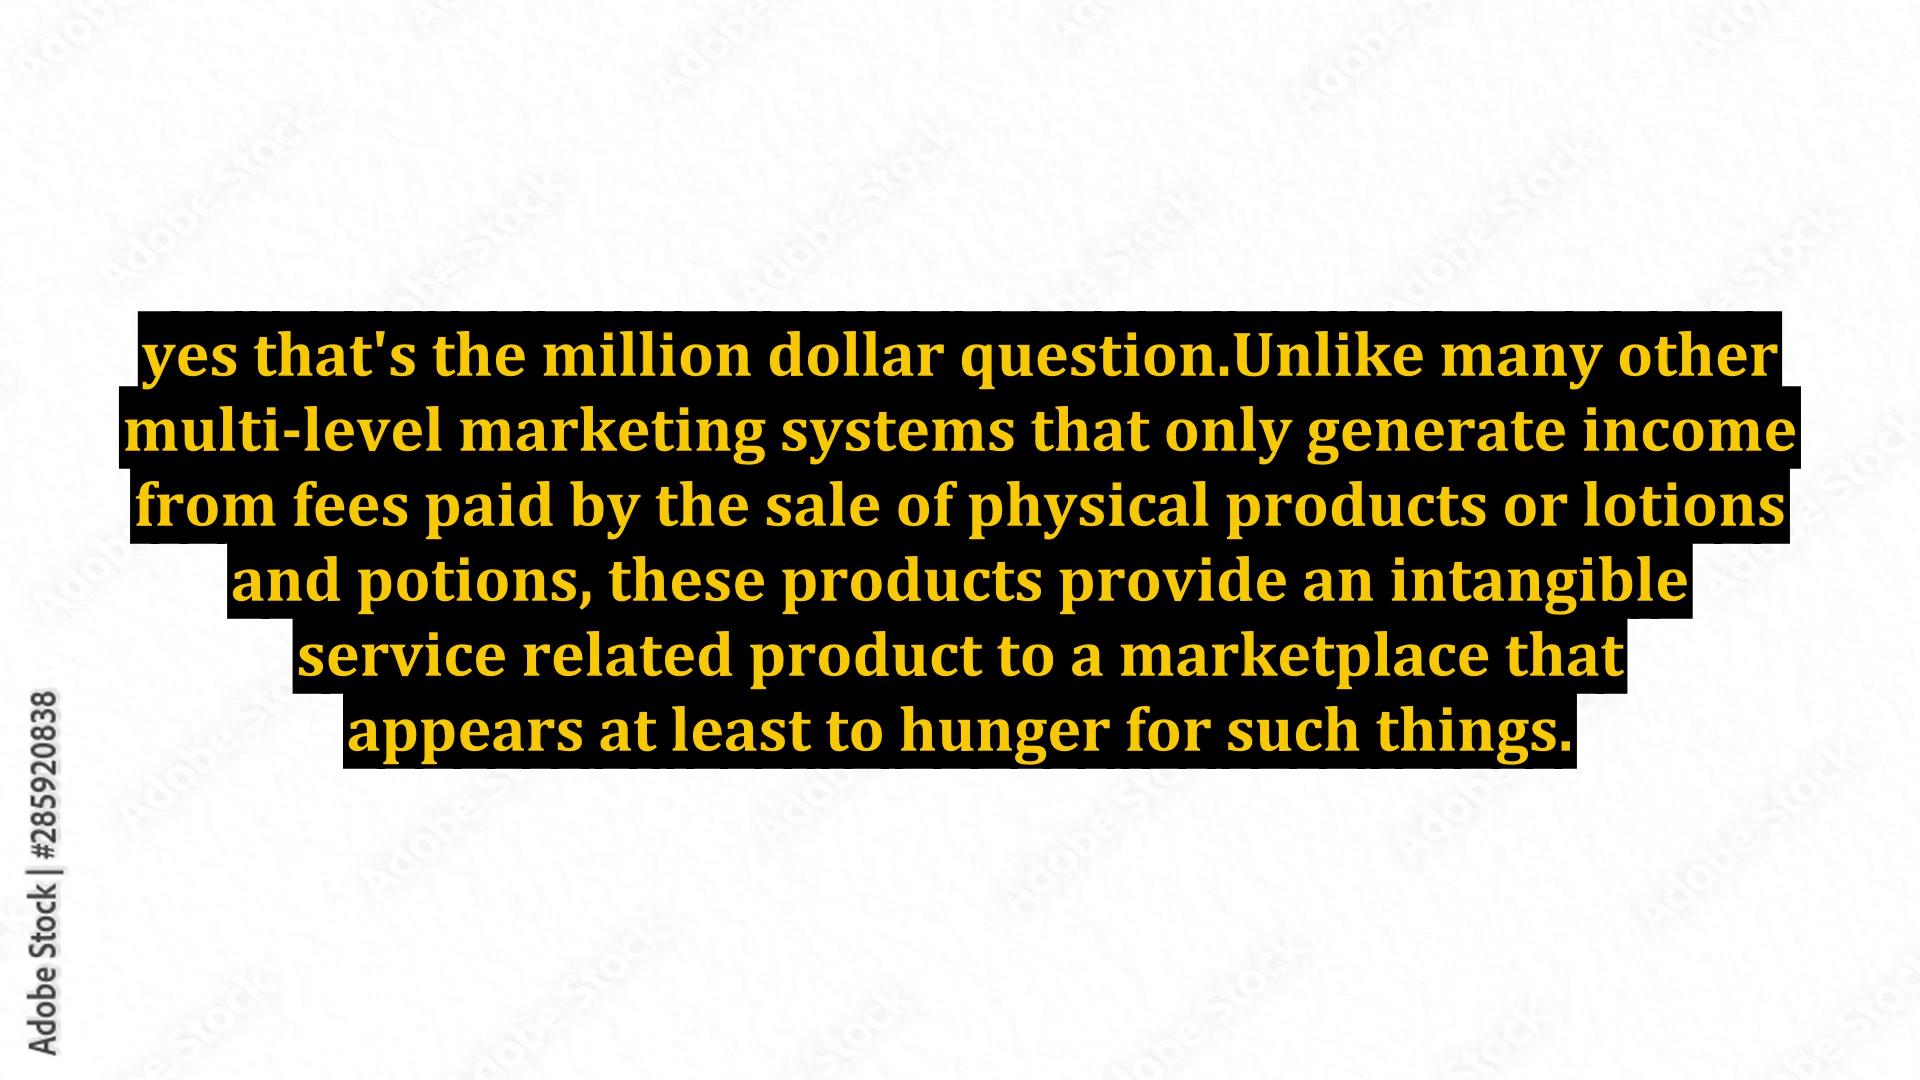 yes that's the million dollar question.Unlike many other
multi-level marketing systems that only generate income
from fees paid by the sale of physical products or lotions
and potions, these products provide an intangible
service related product to a marketplace that
appears at least to hunger for such things.
Adobe Stock | #285920838